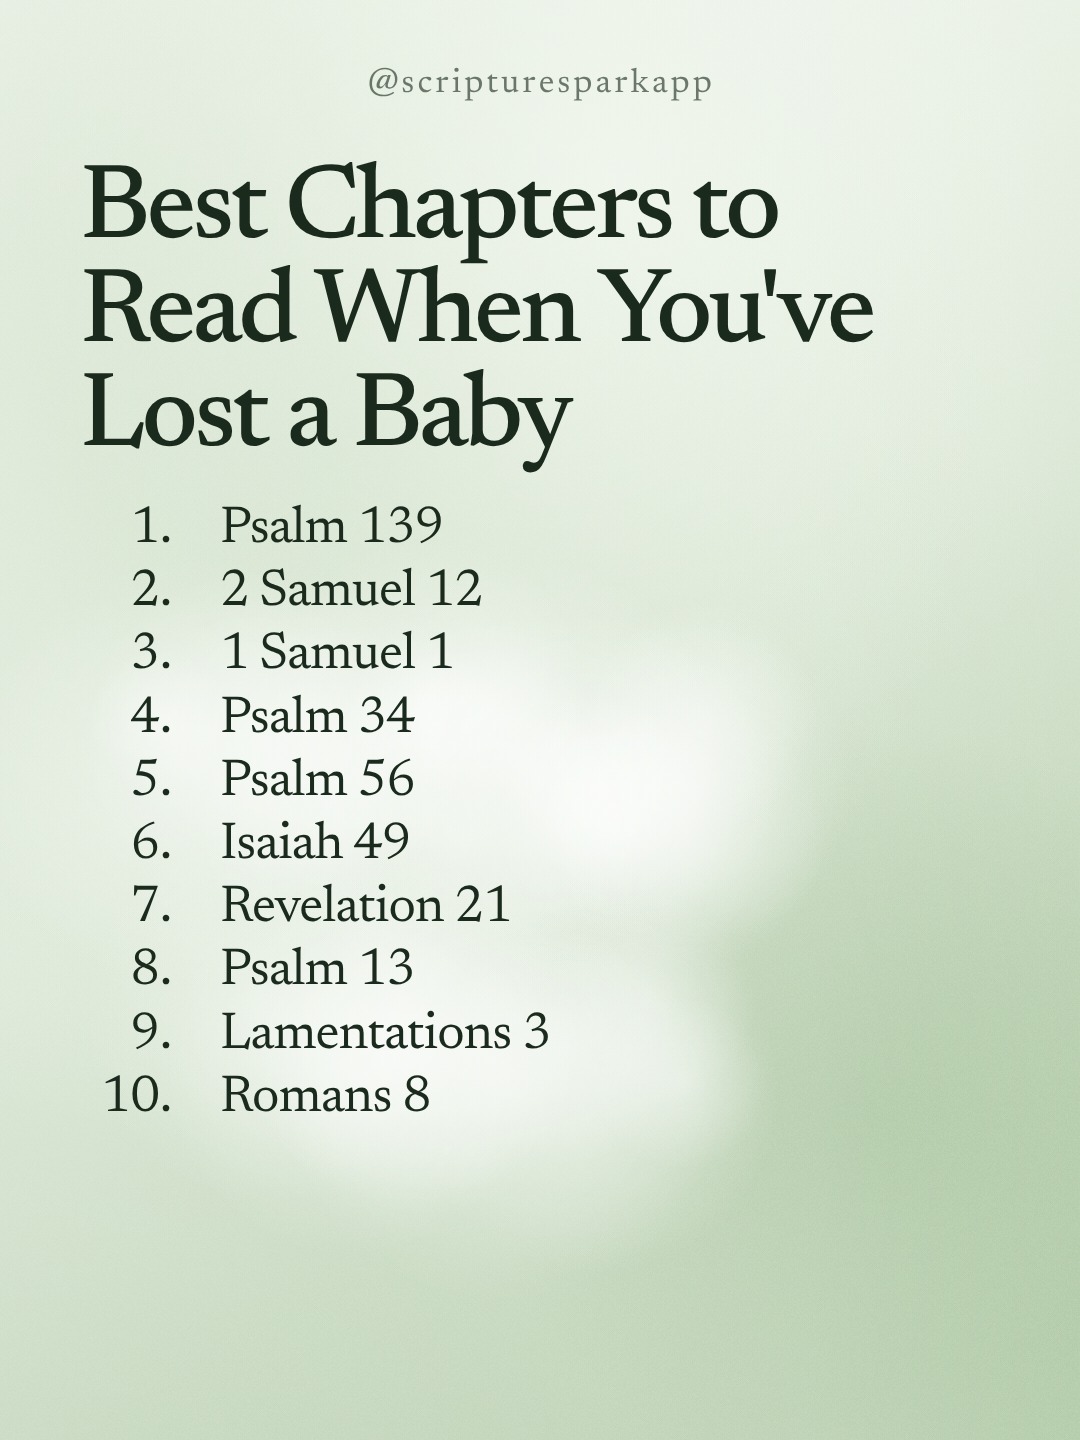 @scripturesparkapp
Best Chapters to
Read When You've
Lost a Baby
1. Psalm 139
2. 2 Samuel 12
3. 1 Samuel 1
4. Psalm 34
5. Psalm 56
6. Isaiah 49
7. Revelation 21
8. Psalm 13
9. Lamentations 3
10. Romans 8